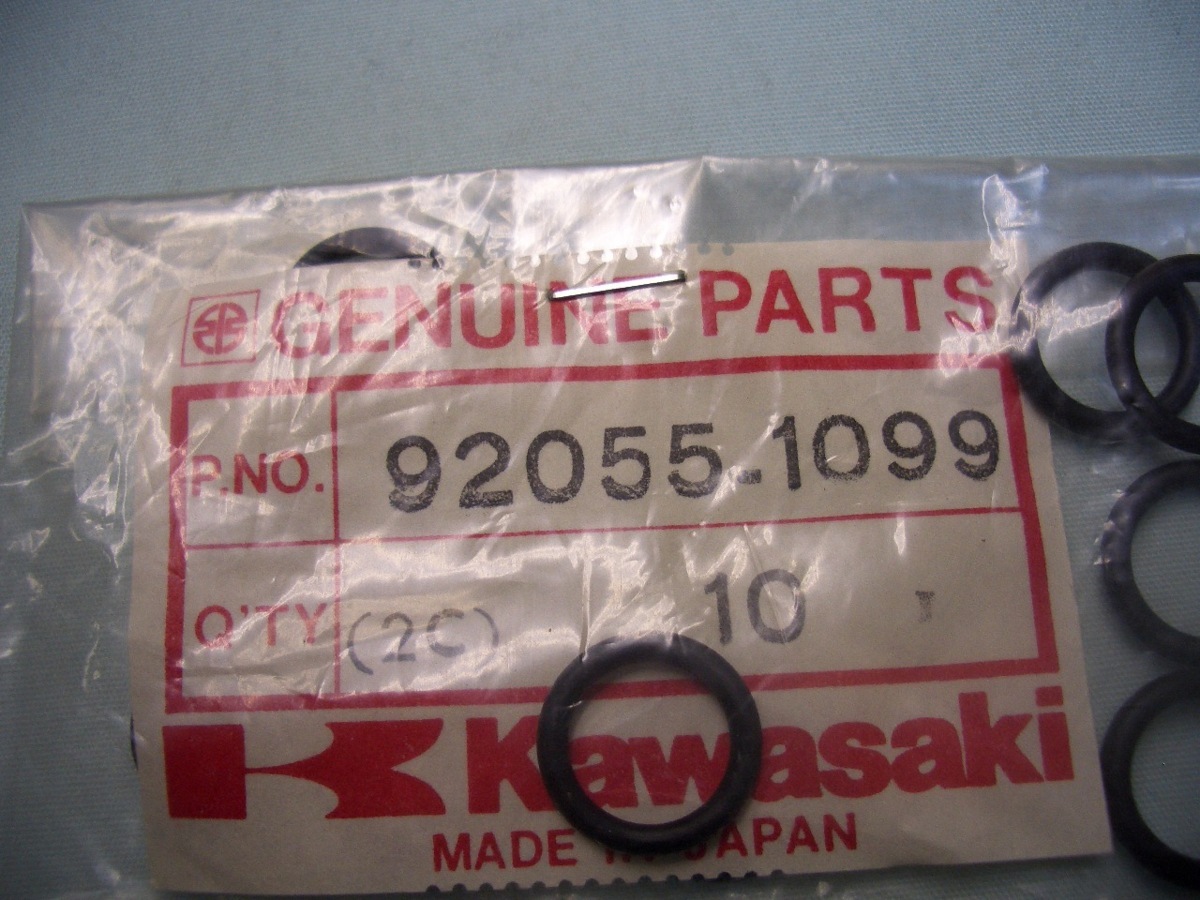 GENUINE PARTS
P.NO. 92055-1099
Q'TY (2C) 10 I
Kawasaki
MADE IN JAPAN